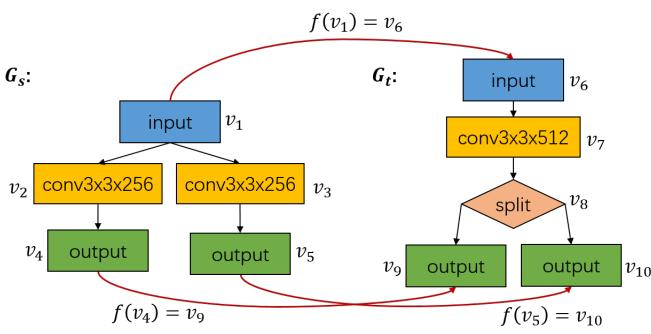 f(v₁) = v₆
Gₛ:
Gₜ:
input v₁
input v₆
conv3x3x512 v₇
v₂ conv3x3x256
conv3x3x256 v₃
split v₈
v₄ output
output v₅
v₉ output
output v₁₀
f(v₄) = v₉
f(v₅) = v₁₀